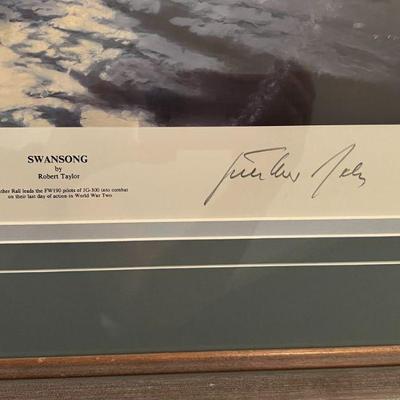 SWANSONG
by
Robert Taylor
ther Rall leads the FW190 pilots of JG-300 into combat
on their last day of action in World War Two